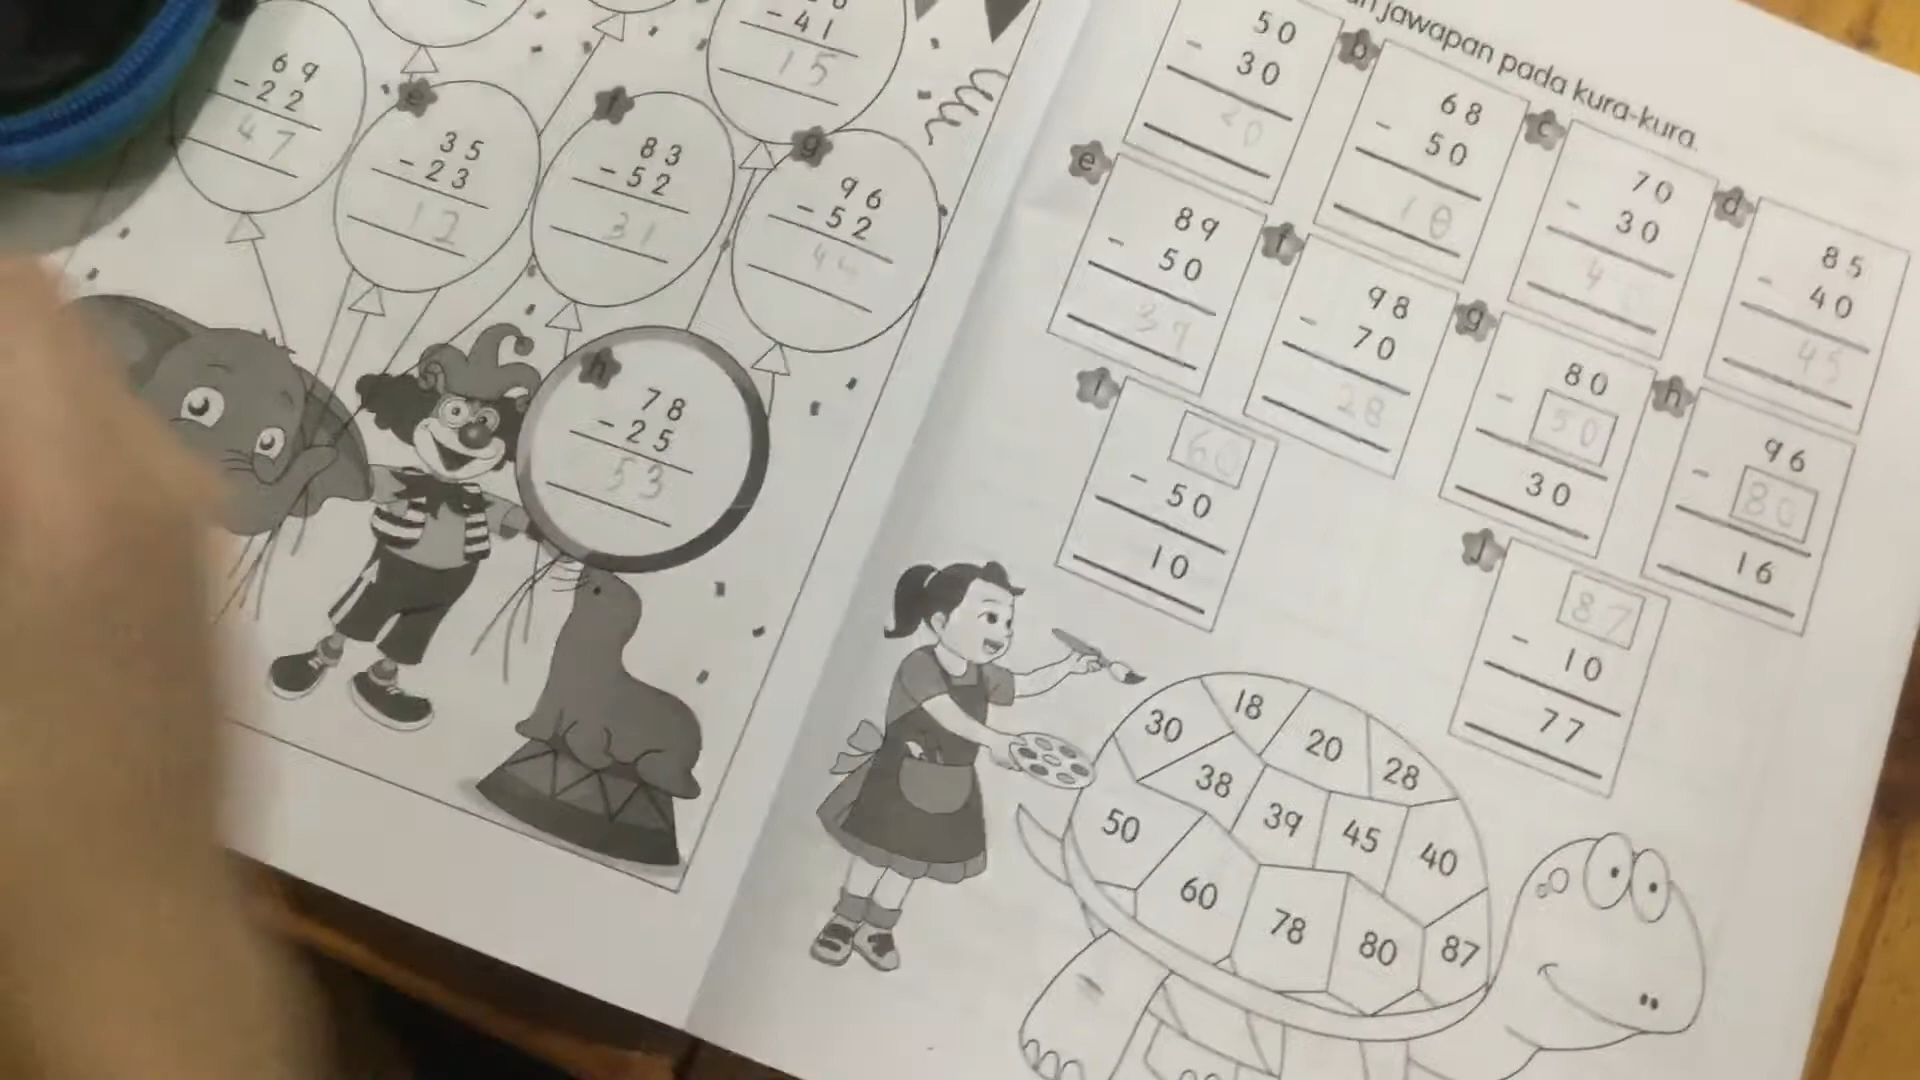 - 41
15
69
- 22
47
e
35
- 23
12
f
83
- 52
31
g
96
- 52
44
h
78
- 25
53
jawapan pada kura-kura.
50
- 30
20
b
68
- 50
18
c
70
- 30
40
d
85
- 40
45
e
89
- 50
39
f
98
- 70
28
g
80
- 50
30
h
96
- 80
16
i
60
- 50
10
j
87
- 10
77
30 18 20 28
38 39 45 40
50 60 78 80 87